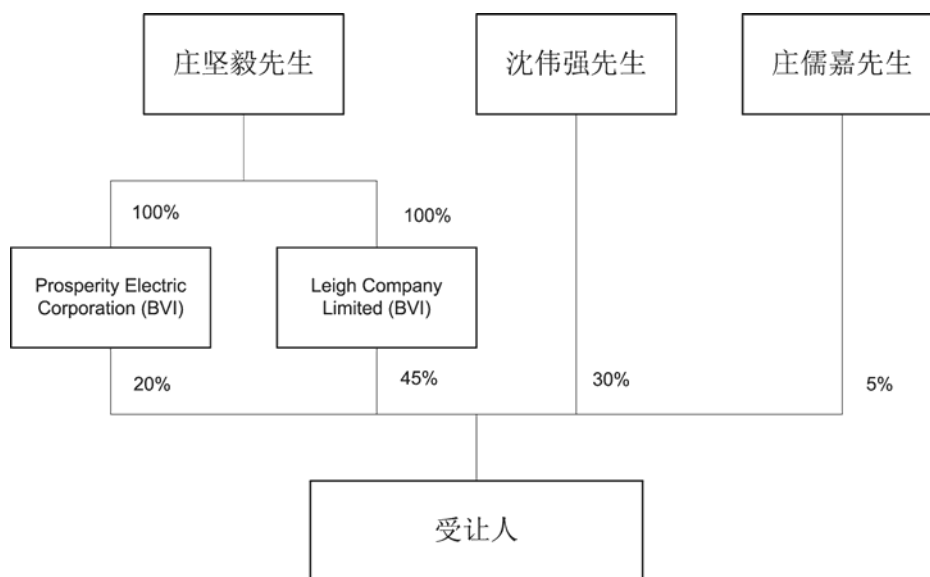 庄坚毅先生
沈伟强先生
庄儒嘉先生
100%
100%
Prosperity Electric
Corporation (BVI)
Leigh Company
Limited (BVI)
20%
45%
30%
5%
受让人